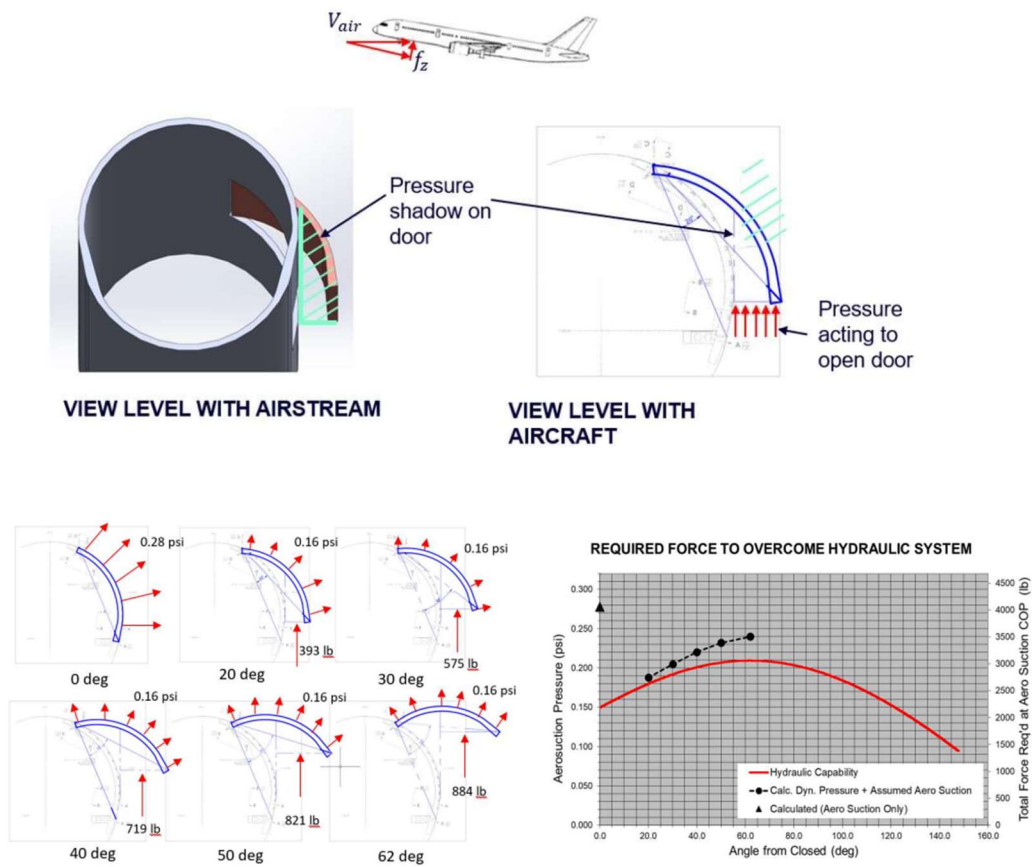 V_air
f_z
Pressure
shadow on
door
Pressure
acting to
open door
VIEW LEVEL WITH AIRSTREAM
VIEW LEVEL WITH
AIRCRAFT
0.28 psi
0 deg
0.16 psi
393 lb
20 deg
0.16 psi
575 lb
30 deg
0.16 psi
719 lb
40 deg
0.16 psi
821 lb
50 deg
0.16 psi
884 lb
62 deg
REQUIRED FORCE TO OVERCOME HYDRAULIC SYSTEM
Aerosuction Pressure (psi)
0.300
0.250
0.200
0.150
0.100
0.050
0.000
Total Force Req'd at Aero Suction COP (lb)
4500
4000
3500
3000
2500
2000
1500
1000
500
0
Hydraulic Capability
Calc. Dyn. Pressure + Assumed Aero Suction
Calculated (Aero Suction Only)
0.0 20.0 40.0 60.0 80.0 100.0 120.0 140.0 160.0
Angle from Closed (deg)